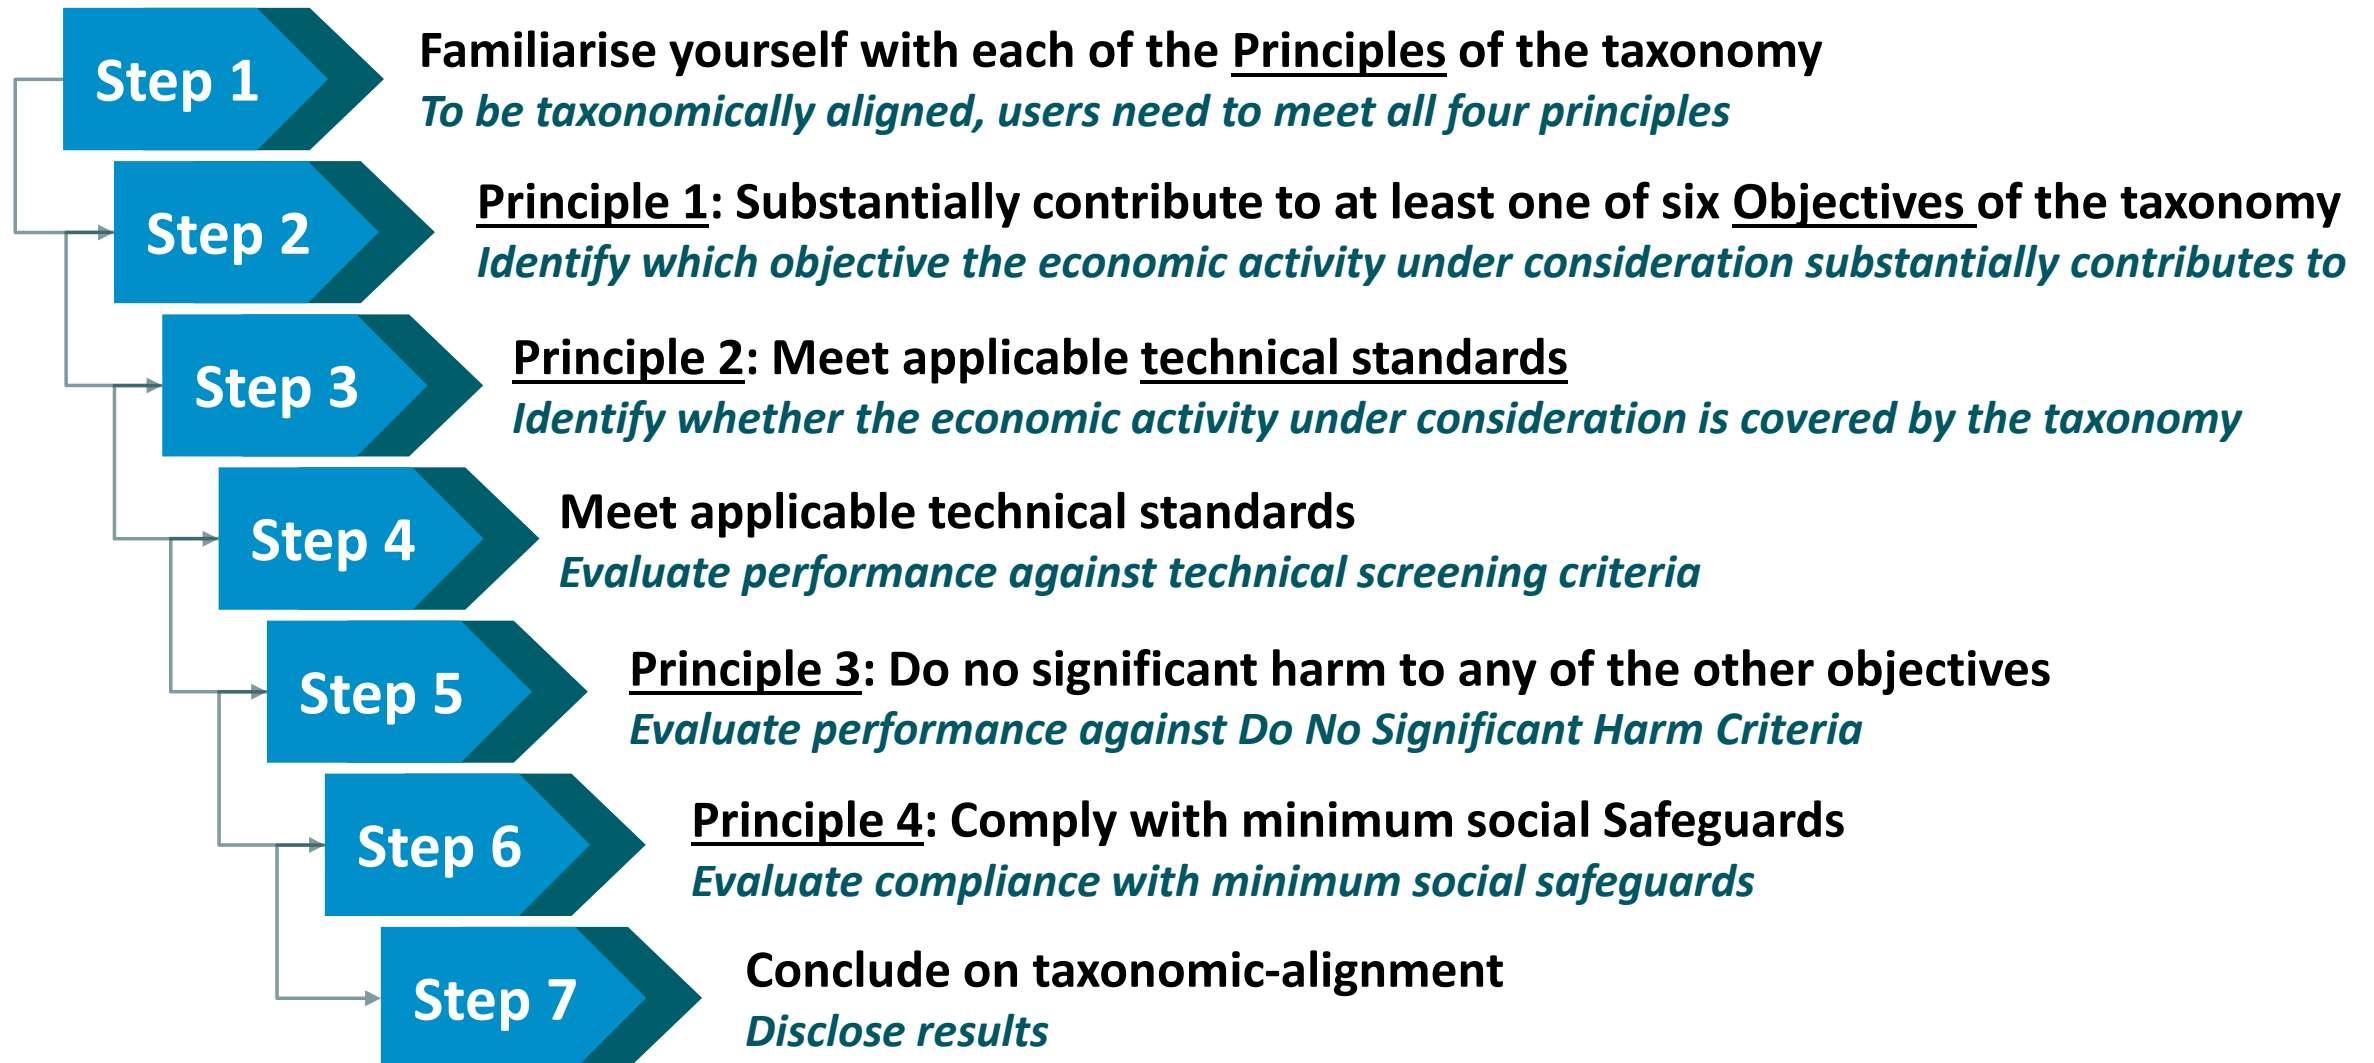 Step 1
Familiarise yourself with each of the Principles of the taxonomy
To be taxonomically aligned, users need to meet all four principles
Step 2
Principle 1: Substantially contribute to at least one of six Objectives of the taxonomy
Identify which objective the economic activity under consideration substantially contributes to
Step 3
Principle 2: Meet applicable technical standards
Identify whether the economic activity under consideration is covered by the taxonomy
Step 4
Meet applicable technical standards
Evaluate performance against technical screening criteria
Step 5
Principle 3: Do no significant harm to any of the other objectives
Evaluate performance against Do No Significant Harm Criteria
Step 6
Principle 4: Comply with minimum social Safeguards
Evaluate compliance with minimum social safeguards
Step 7
Conclude on taxonomic-alignment
Disclose results